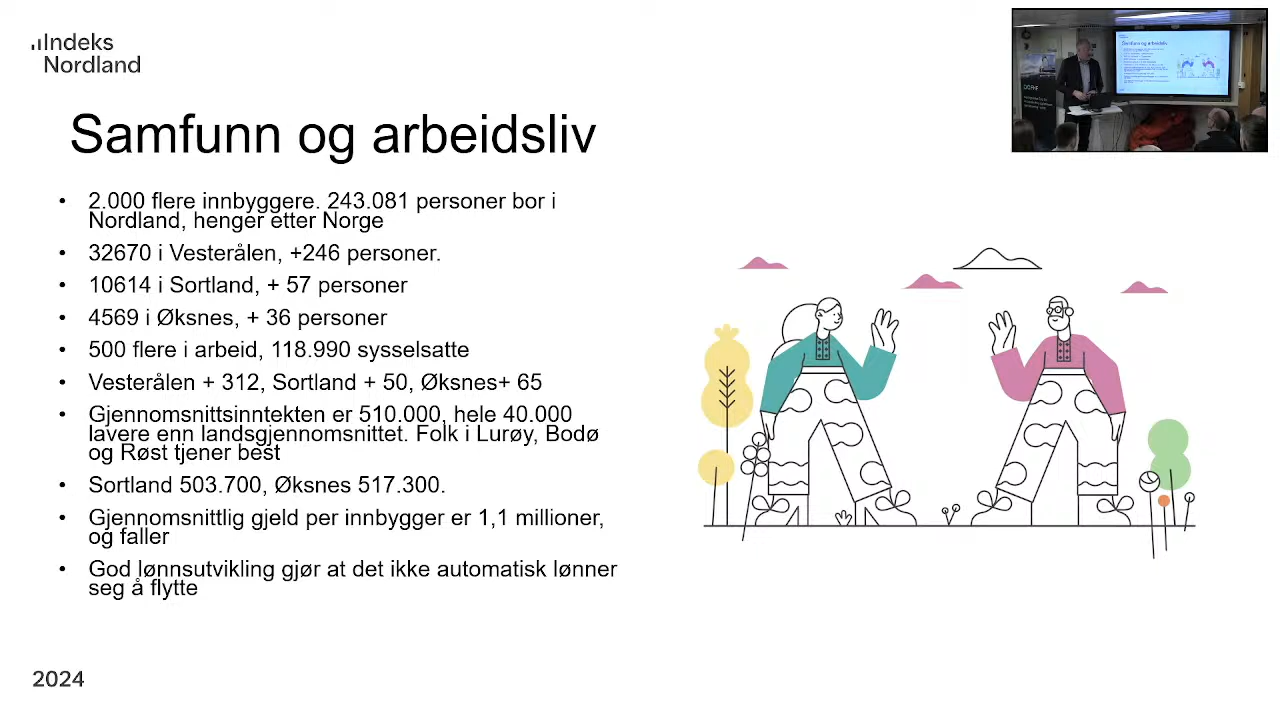 Indeks
Nordland
Samfunn og arbeidsliv
• 2.000 flere innbyggere. 243.081 personer bor i
Nordland, henger etter Norge
• 32670 i Vesterålen, +246 personer.
• 10614 i Sortland, + 57 personer
• 4569 i Øksnes, + 36 personer
• 500 flere i arbeid, 118.990 sysselsatte
• Vesterålen + 312, Sortland + 50, Øksnes+ 65
• Gjennomsnittsinntekten er 510.000, hele 40.000
lavere enn landsgjennomsnittet. Folk i Lurøy, Bodø
og Røst tjener best
• Sortland 503.700, Øksnes 517.300.
• Gjennomsnittlig gjeld per innbygger er 1,1 millioner,
og faller
• God lønnsutvikling gjør at det ikke automatisk lønner
seg å flytte
2024
Samfunn og arbeidsliv